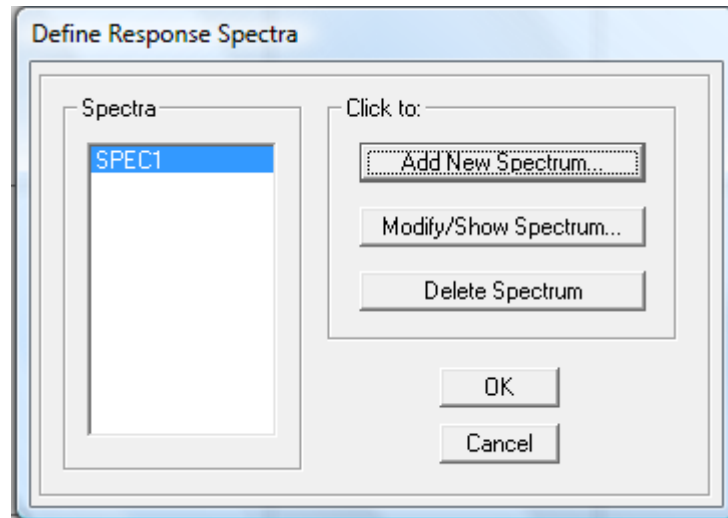 Define Response Spectra
Spectra
SPEC1
Click to:
Add New Spectrum...
Modify/Show Spectrum...
Delete Spectrum
OK
Cancel